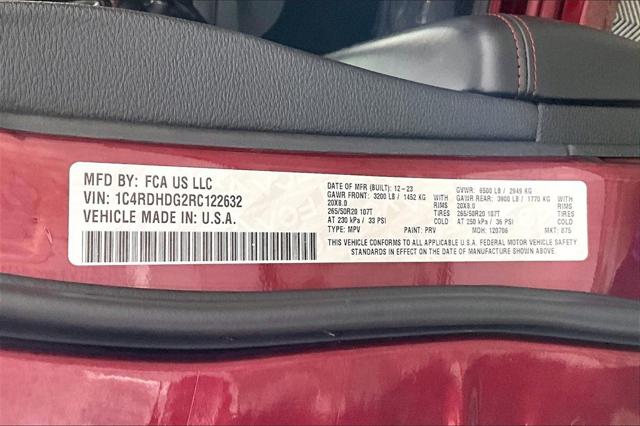 MFD BY: FCA US LLC
VIN: 1C4RDHDG2RC122632
VEHICLE MADE IN: U.S.A.
DATE OF MFR (BUILT): 12-23 GVWR: 6500 LB / 2949 KG
GAWR FRONT: 3200 LB / 1452 KG WITH GAWR REAR: 3900 LB / 1770 KG WITH
20X8.0 RIMS 20X8.0 RIMS
265/50R20 107T TIRES 265/50R20 107T TIRES
AT 230 kPa / 33 PSI COLD AT 250 kPa / 36 PSI COLD
TYPE: MPV PAINT: PRV MDH: 120706 MKT: 875
THIS VEHICLE CONFORMS TO ALL APPLICABLE U.S.A. FEDERAL MOTOR VEHICLE SAFETY
STANDARDS IN EFFECT ON THE DATE OF MANUFACTURE SHOWN ABOVE.